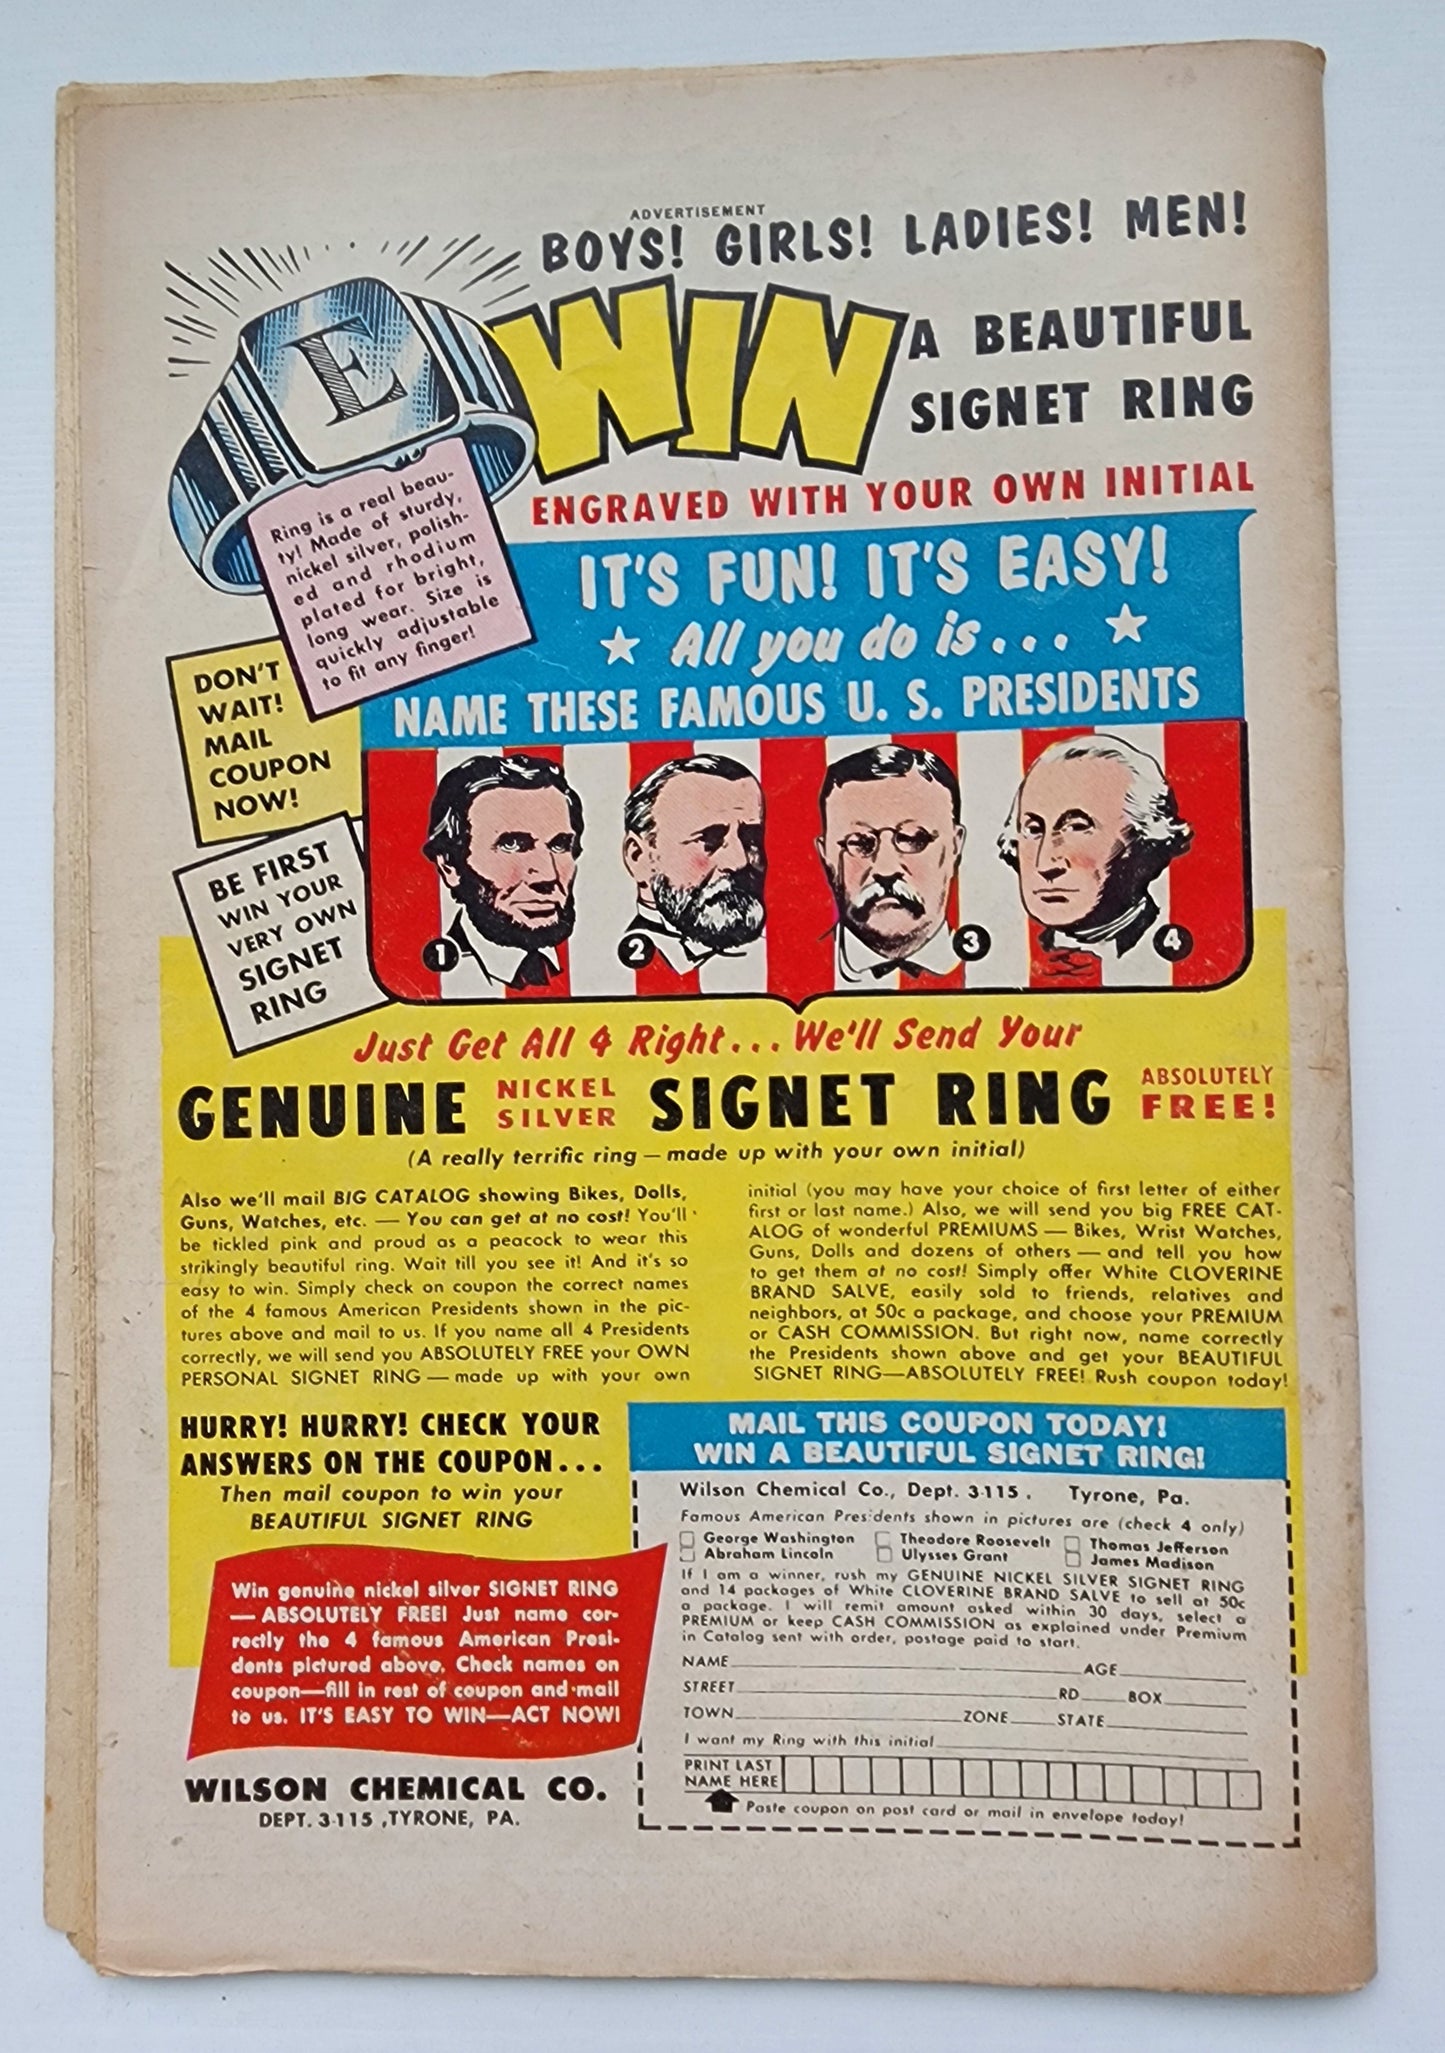 ADVERTISEMENT
BOYS! GIRLS! LADIES! MEN!
WIN
A BEAUTIFUL
SIGNET RING
ENGRAVED WITH YOUR OWN INITIAL
E
Ring is a real beau-
ty! Made of sturdy,
nickel silver, polish-
ed and rhodium
plated for bright,
long wear. Size is
quickly adjustable
to fit any finger!
IT'S FUN! IT'S EASY!
All you do is...
NAME THESE FAMOUS U. S. PRESIDENTS
DON'T
WAIT!
MAIL
COUPON
NOW!
BE FIRST
WIN YOUR
VERY OWN
SIGNET
RING
1
2
3
4
Just Get All 4 Right... We'll Send Your
GENUINE NICKEL SILVER SIGNET RING ABSOLUTELY FREE!
(A really terrific ring — made up with your own initial)
Also we'll mail BIG CATALOG showing Bikes, Dolls,
Guns, Watches, etc. — You can get at no cost! You'll
be tickled pink and proud as a peacock to wear this
strikingly beautiful ring. Wait till you see it! And it's so
easy to win. Simply check on coupon the correct names
of the 4 famous American Presidents shown in the pic-
tures above and mail to us. If you name all 4 Presidents
correctly, we will send you ABSOLUTELY FREE your OWN
PERSONAL SIGNET RING — made up with your own
initial (you may have your choice of first letter of either
first or last name.) Also, we will send you big FREE CAT-
ALOG of wonderful PREMIUMS — Bikes, Wrist Watches,
Guns, Dolls and dozens of others — and tell you how
to get them at no cost! Simply offer White CLOVERINE
BRAND SALVE, easily sold to friends, relatives and
neighbors, at 50c a package, and choose your PREMIUM
or CASH COMMISSION. But right now, name correctly
the Presidents shown above and get your BEAUTIFUL
SIGNET RING—ABSOLUTELY FREE! Rush coupon today!
HURRY! HURRY! CHECK YOUR
ANSWERS ON THE COUPON...
Then mail coupon to win your
BEAUTIFUL SIGNET RING
Win genuine nickel silver SIGNET RING
— ABSOLUTELY FREE! Just name cor-
rectly the 4 famous American Presi-
dents pictured above. Check names on
coupon—fill in rest of coupon and mail
to us. IT'S EASY TO WIN—ACT NOW!
WILSON CHEMICAL CO.
DEPT. 3-115 ,TYRONE, PA.
MAIL THIS COUPON TODAY!
WIN A BEAUTIFUL SIGNET RING!
Wilson Chemical Co., Dept. 3-115 , Tyrone, Pa.
Famous American Presidents shown in pictures are (check 4 only)
George Washington Theodore Roosevelt Thomas Jefferson
Abraham Lincoln Ulysses Grant James Madison
If I am a winner, rush my GENUINE NICKEL SILVER SIGNET RING
and 14 packages of White CLOVERINE BRAND SALVE to sell at 50c
a package. I will remit amount asked within 30 days, select a
PREMIUM or keep CASH COMMISSION as explained under Premium
in Catalog sent with order, postage paid to start.
NAME AGE
STREET RD BOX
TOWN ZONE STATE
I want my Ring with this initial
PRINT LAST
NAME HERE
Paste coupon on post card or mail in envelope today!